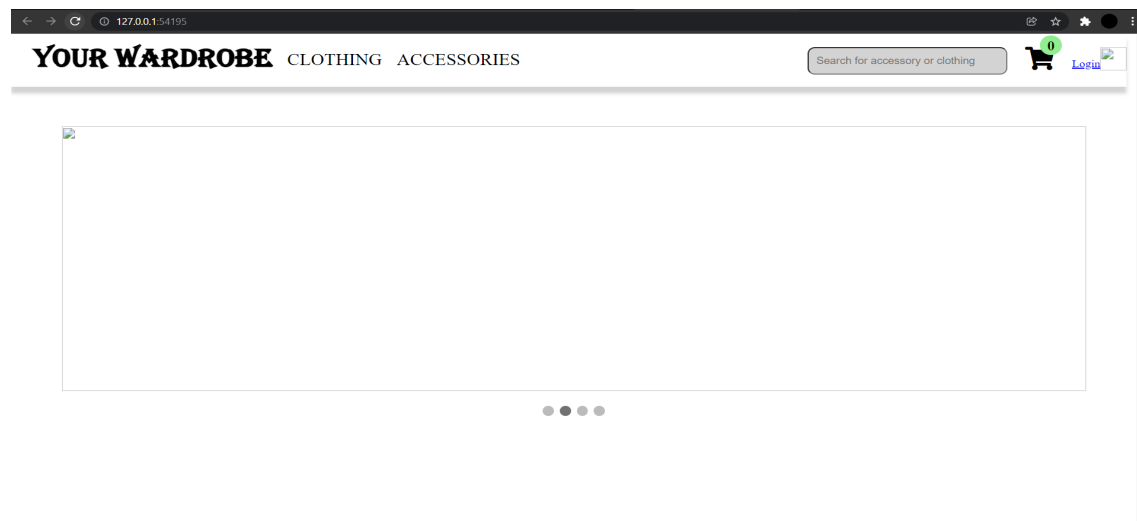 127.0.0.1:54195
YOUR WARDROBE CLOTHING ACCESSORIES Search for accessory or clothing 0 Login